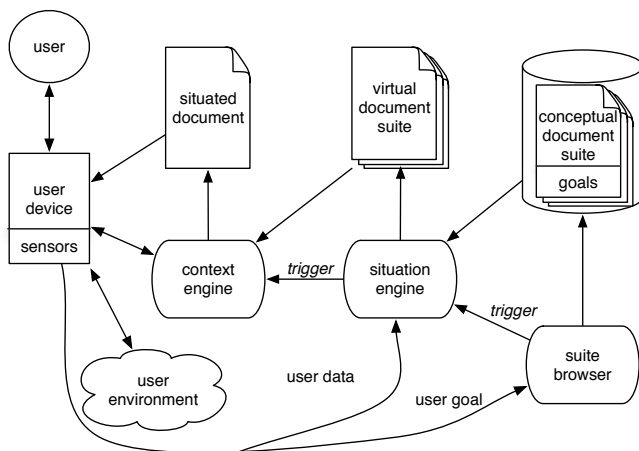 user
situated
document
virtual
document
suite
conceptual
document
suite
goals
user
device
sensors
context
engine
trigger
situation
engine
trigger
suite
browser
user
environment
user data
user goal